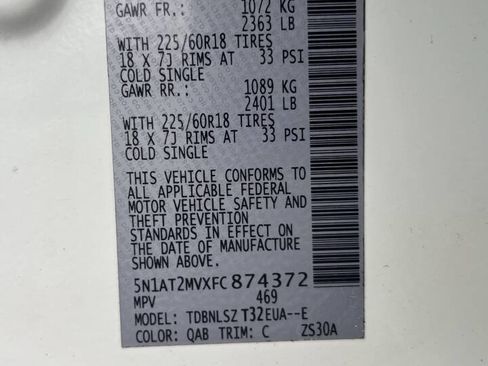 GAWR FR.: 1072 KG
2363 LB
WITH 225/60R18 TIRES
18 X 7J RIMS AT 33 PSI
COLD SINGLE
GAWR RR.: 1089 KG
2401 LB
WITH 225/60R18 TIRES
18 X 7J RIMS AT 33 PSI
COLD SINGLE
THIS VEHICLE CONFORMS TO
ALL APPLICABLE FEDERAL
MOTOR VEHICLE SAFETY AND
THEFT PREVENTION
STANDARDS IN EFFECT ON
THE DATE OF MANUFACTURE
SHOWN ABOVE.
5N1AT2MVXFC874372
MPV 469
MODEL: TDBNLSZ T32EUA--E
COLOR: QAB TRIM: C ZS30A